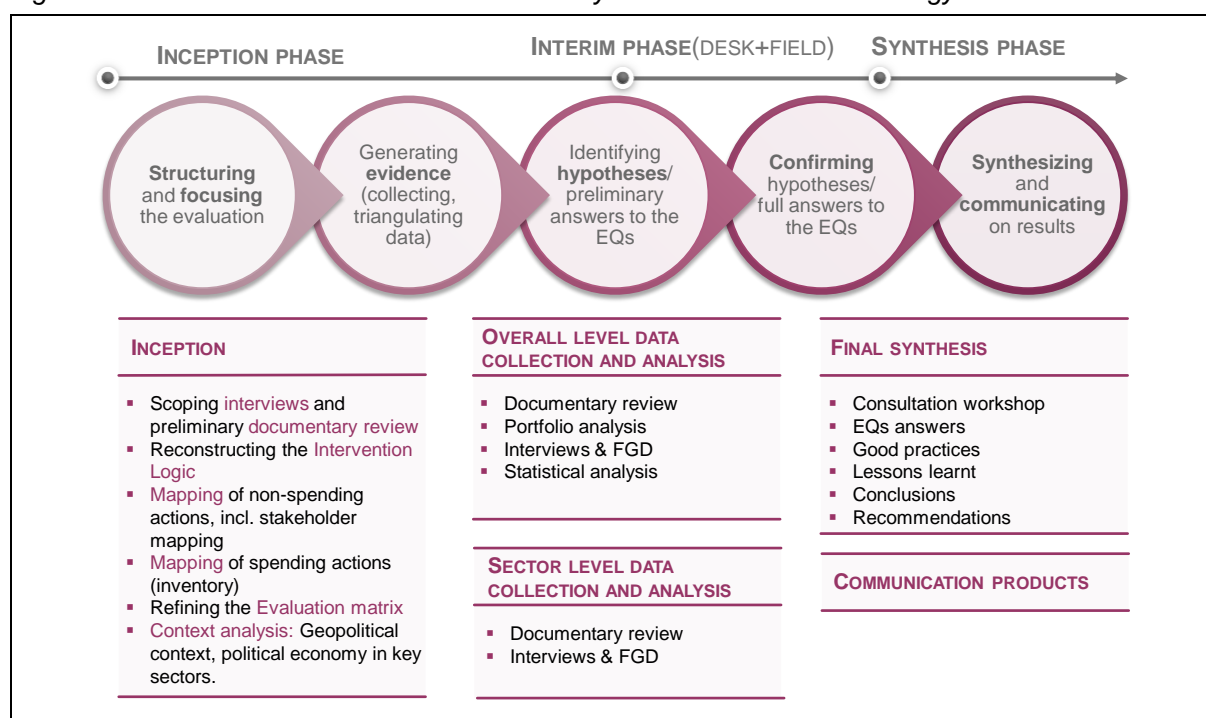 INCEPTION PHASE
INTERIM PHASE(DESK+FIELD)
SYNTHESIS PHASE
Structuring
and focusing
the evaluation
Generating
evidence
(collecting,
triangulating
data)
Identifying
hypotheses/
preliminary
answers to the
EQs
Confirming
hypotheses/
full answers to
the EQs
Synthesizing
and
communicating
on results
INCEPTION
▪ Scoping interviews and
preliminary documentary review
▪ Reconstructing the Intervention
Logic
▪ Mapping of non-spending
actions, incl. stakeholder
mapping
▪ Mapping of spending actions
(inventory)
▪ Refining the Evaluation matrix
▪ Context analysis: Geopolitical
context, political economy in key
sectors.
OVERALL LEVEL DATA
COLLECTION AND ANALYSIS
▪ Documentary review
▪ Portfolio analysis
▪ Interviews & FGD
▪ Statistical analysis
SECTOR LEVEL DATA
COLLECTION AND ANALYSIS
▪ Documentary review
▪ Interviews & FGD
FINAL SYNTHESIS
▪ Consultation workshop
▪ EQs answers
▪ Good practices
▪ Lessons learnt
▪ Conclusions
▪ Recommendations
COMMUNICATION PRODUCTS